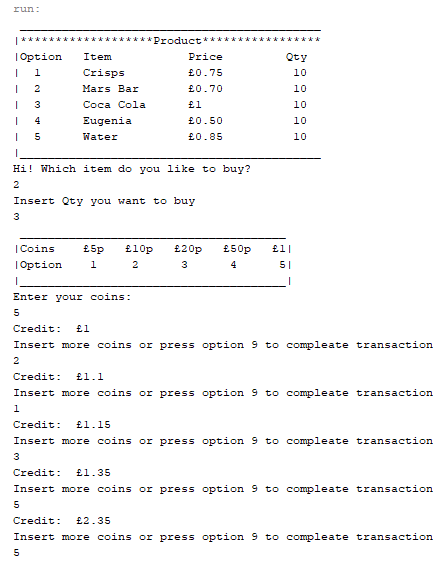 run:
|*******************Product*****************
|Option Item Price Qty
| 1 Crisps £0.75 10
| 2 Mars Bar £0.70 10
| 3 Coca Cola £1 10
| 4 Eugenia £0.50 10
| 5 Water £0.85 10
|____________________________________________
Hi! Which item do you like to buy?
2
Insert Qty you want to buy
3
|Coins £5p £10p £20p £50p £1|
|Option 1 2 3 4 5|
|______________________________________|
Enter your coins:
5
Credit: £1
Insert more coins or press option 9 to compleate transaction
2
Credit: £1.1
Insert more coins or press option 9 to compleate transaction
1
Credit: £1.15
Insert more coins or press option 9 to compleate transaction
3
Credit: £1.35
Insert more coins or press option 9 to compleate transaction
5
Credit: £2.35
Insert more coins or press option 9 to compleate transaction
5